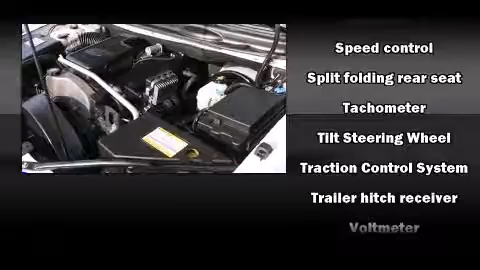 Speed control
Split folding rear seat
Tachometer
Tilt Steering Wheel
Traction Control System
Trailer hitch receiver
Voltmeter